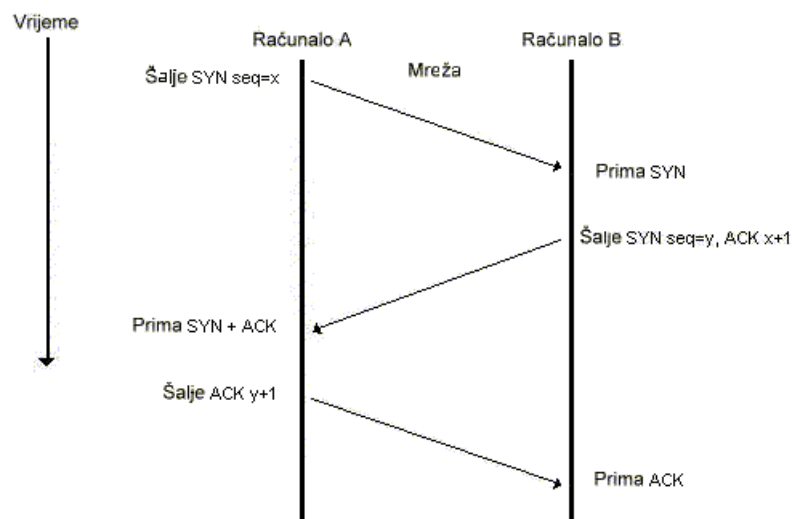 Vrijeme
Računalo A
Računalo B
Mreža
Šalje SYN seq=x
Prima SYN
Šalje SYN seq=y, ACK x+1
Prima SYN + ACK
Šalje ACK y+1
Prima ACK